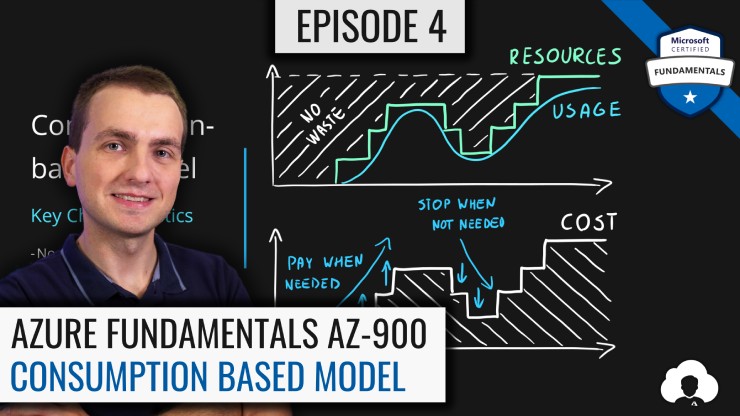 EPISODE 4
Microsoft
CERTIFIED
FUNDAMENTALS
RESOURCES
USAGE
NO
WASTE
Key
STOP WHEN
NOT NEEDED
COST
PAY WHEN
NEEDED
AZURE FUNDAMENTALS AZ-900
CONSUMPTION BASED MODEL